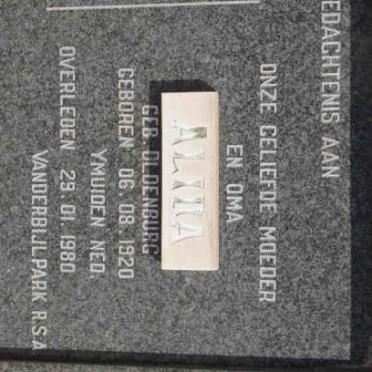 EDACHTENIS AAN
ONZE GELIEFDE MOEDER
EN OMA
ALIDA
GEB OLDENBURG
GEBOREN 06.08.1920
YMUIDEN NED.
OVERLEDEN 29.01.1980
VANDERBIJLPARK R.S.A